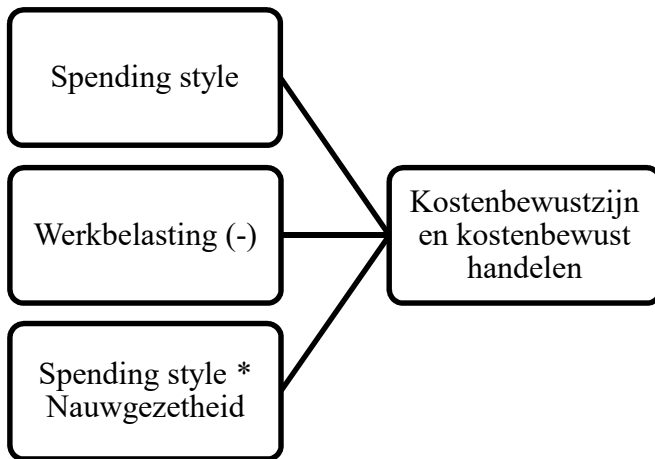 Spending style
Werkbelasting (-)
Spending style *
Nauwgezetheid
Kostenbewustzijn
en kostenbewust
handelen